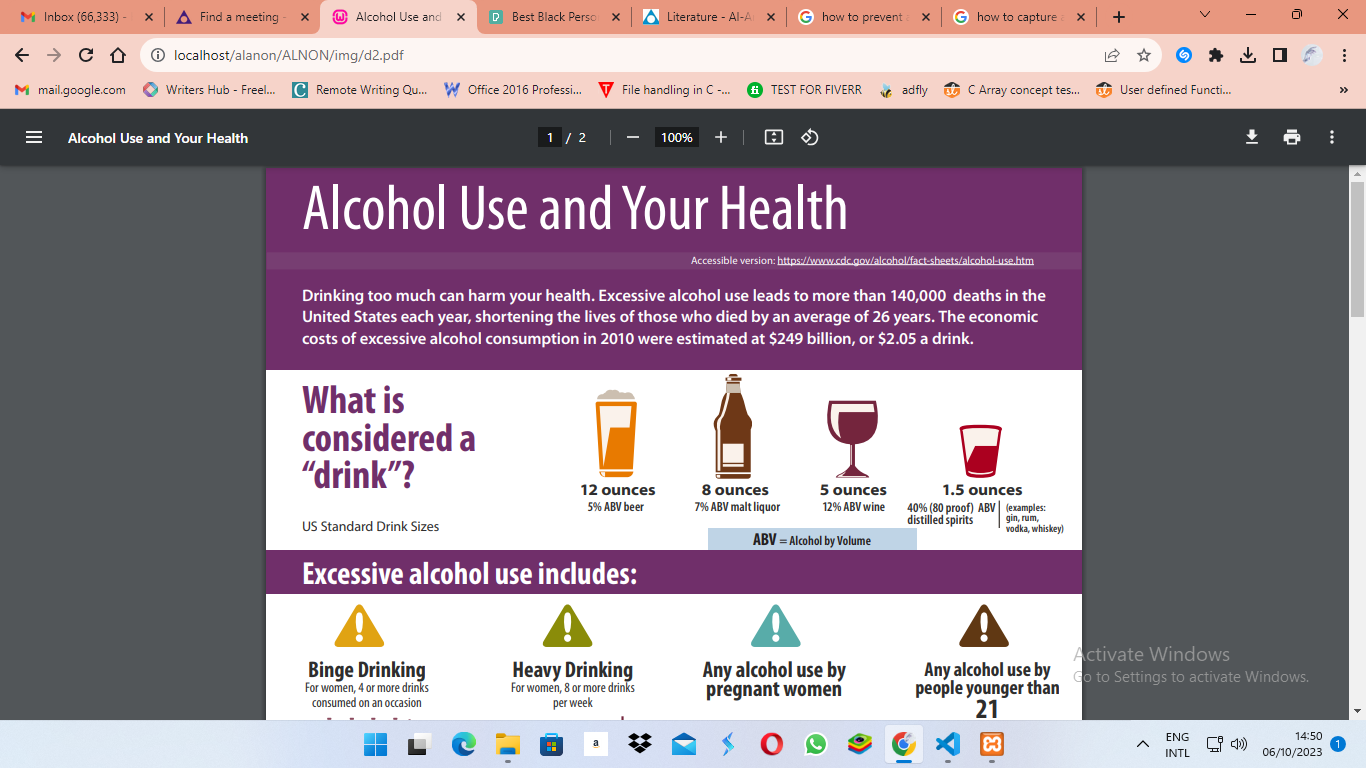 Inbox (66,333) -
Find a meeting -
Alcohol Use and
Best Black Perso
Literature - Al-A
how to prevent
how to capture
localhost/alanon/ALNON/img/d2.pdf
mail.google.com
Writers Hub - Freel...
Remote Writing Qu...
Office 2016 Professi...
File handling in C -...
TEST FOR FIVERR
adfly
C Array concept tes...
User defined Functi...
»
Alcohol Use and Your Health
1 / 2
100%
Alcohol Use and Your Health
Accessible version: https://www.cdc.gov/alcohol/fact-sheets/alcohol-use.htm
Drinking too much can harm your health. Excessive alcohol use leads to more than 140,000 deaths in the
United States each year, shortening the lives of those who died by an average of 26 years. The economic
costs of excessive alcohol consumption in 2010 were estimated at $249 billion, or $2.05 a drink.
What is
considered a
“drink”?
US Standard Drink Sizes
12 ounces
5% ABV beer
8 ounces
7% ABV malt liquor
5 ounces
12% ABV wine
1.5 ounces
40% (80 proof) ABV
distilled spirits
(examples:
gin, rum,
vodka, whiskey)
ABV = Alcohol by Volume
Excessive alcohol use includes:
Binge Drinking
For women, 4 or more drinks
consumed on an occasion
Heavy Drinking
For women, 8 or more drinks
per week
Any alcohol use by
pregnant women
Any alcohol use by
people younger than
21
Activate Windows
Go to Settings to activate Windows.
ENG
INTL
14:50
06/10/2023
1